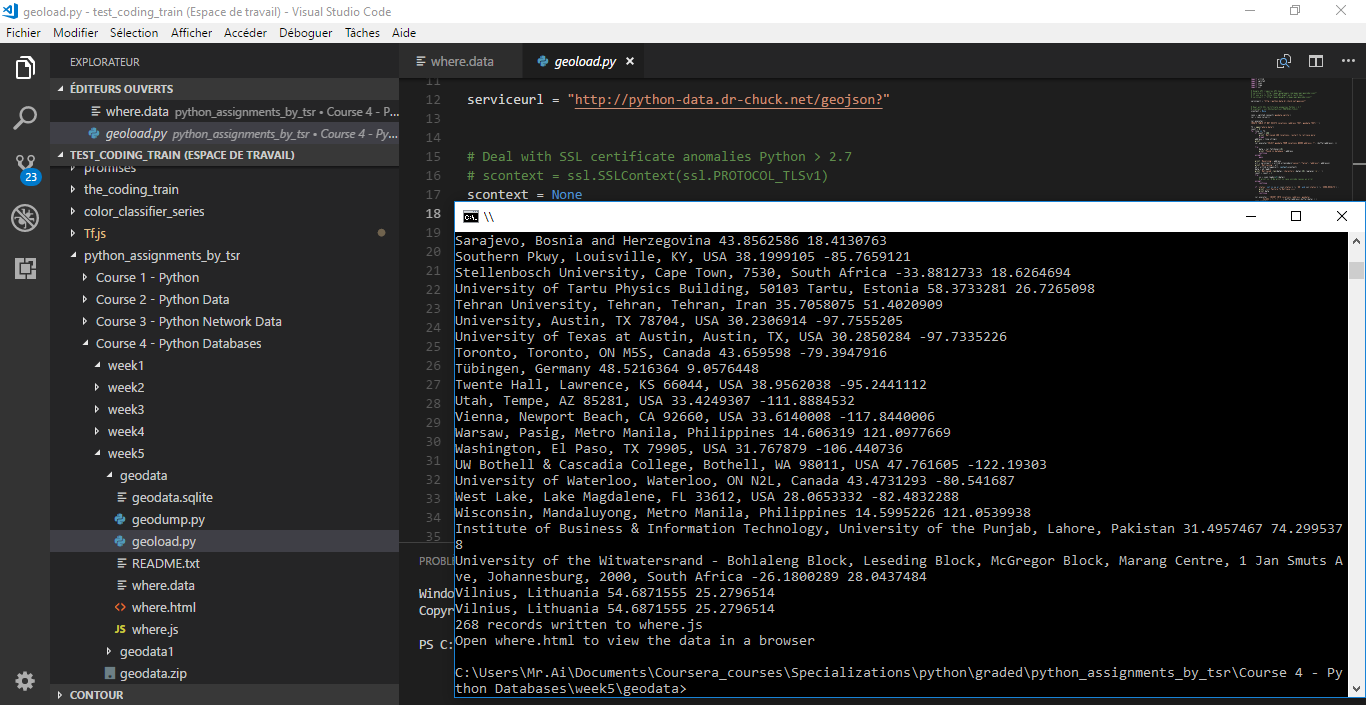 geoload.py - test_coding_train (Espace de travail) - Visual Studio Code
Fichier Modifier Sélection Afficher Accéder Déboguer Tâches Aide
EXPLORATEUR
ÉDITEURS OUVERTS
where.data python_assignments_by_tsr • Course 4 - P...
geoload.py python_assignments_by_tsr • Course 4 - Py...
TEST_CODING_TRAIN (ESPACE DE TRAVAIL)
promises
the_coding_train
color_classifier_series
Tf.js
python_assignments_by_tsr
Course 1 - Python
Course 2 - Python Data
Course 3 - Python Network Data
Course 4 - Python Databases
week1
week2
week3
week4
week5
geodata
geodata.sqlite
geodump.py
geoload.py
README.txt
where.data
<> where.html
JS where.js
geodata1
geodata.zip
CONTOUR
23
where.data
geoload.py
11
12 serviceurl = "http://python-data.dr-chuck.net/geojson?"
13
14
15 # Deal with SSL certificate anomalies Python > 2.7
16 # scontext = ssl.SSLContext(ssl.PROTOCOL_TLSv1)
17 scontext = None
18
19
20
21
22
23
24
25
26
27
28
29
30
31
32
33
34
35
PROBL
Windo
Copyr
PS C:
C:\. \\
Sarajevo, Bosnia and Herzegovina 43.8562586 18.4130763
Southern Pkwy, Louisville, KY, USA 38.1999105 -85.7659121
Stellenbosch University, Cape Town, 7530, South Africa -33.8812733 18.6264694
University of Tartu Physics Building, 50103 Tartu, Estonia 58.3733281 26.7265098
Tehran University, Tehran, Tehran, Iran 35.7058075 51.4020909
University, Austin, TX 78704, USA 30.2306914 -97.7555205
University of Texas at Austin, Austin, TX, USA 30.2850284 -97.7335226
Toronto, Toronto, ON M5S, Canada 43.659598 -79.3947916
Tübingen, Germany 48.5216364 9.0576448
Twente Hall, Lawrence, KS 66044, USA 38.9562038 -95.2441112
Utah, Tempe, AZ 85281, USA 33.4249307 -111.8884532
Vienna, Newport Beach, CA 92660, USA 33.6140008 -117.8440006
Warsaw, Pasig, Metro Manila, Philippines 14.606319 121.0977669
Washington, El Paso, TX 79905, USA 31.767879 -106.440736
UW Bothell & Cascadia College, Bothell, WA 98011, USA 47.761605 -122.19303
University of Waterloo, Waterloo, ON N2L, Canada 43.4731293 -80.541687
West Lake, Lake Magdalene, FL 33612, USA 28.0653332 -82.4832288
Wisconsin, Mandaluyong, Metro Manila, Philippines 14.5995226 121.0539938
Institute of Business & Information Technology, University of the Punjab, Lahore, Pakistan 31.4957467 74.299537
8
University of the Witwatersrand - Bohlaleng Block, Leseding Block, McGregor Block, Marang Centre, 1 Jan Smuts A
ve, Johannesburg, 2000, South Africa -26.1800289 28.0437484
Vilnius, Lithuania 54.6871555 25.2796514
Vilnius, Lithuania 54.6871555 25.2796514
268 records written to where.js
Open where.html to view the data in a browser
C:\Users\Mr.Ai\Documents\Coursera_courses\Specializations\python\graded\python_assignments_by_tsr\Course 4 - Py
thon Databases\week5\geodata>